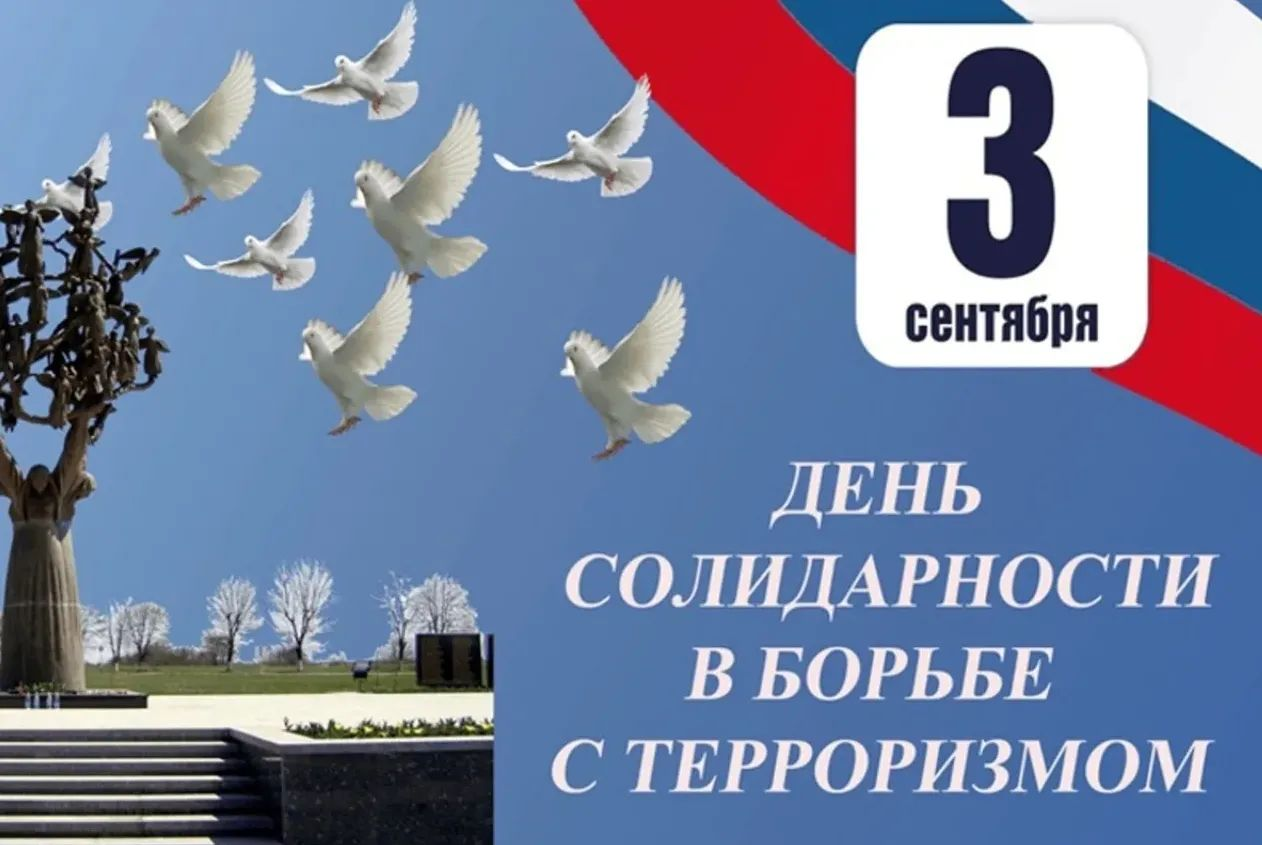 3
сентября
ДЕНЬ
СОЛИДАРНОСТИ
В БОРЬБЕ
С ТЕРРОРИЗМОМ